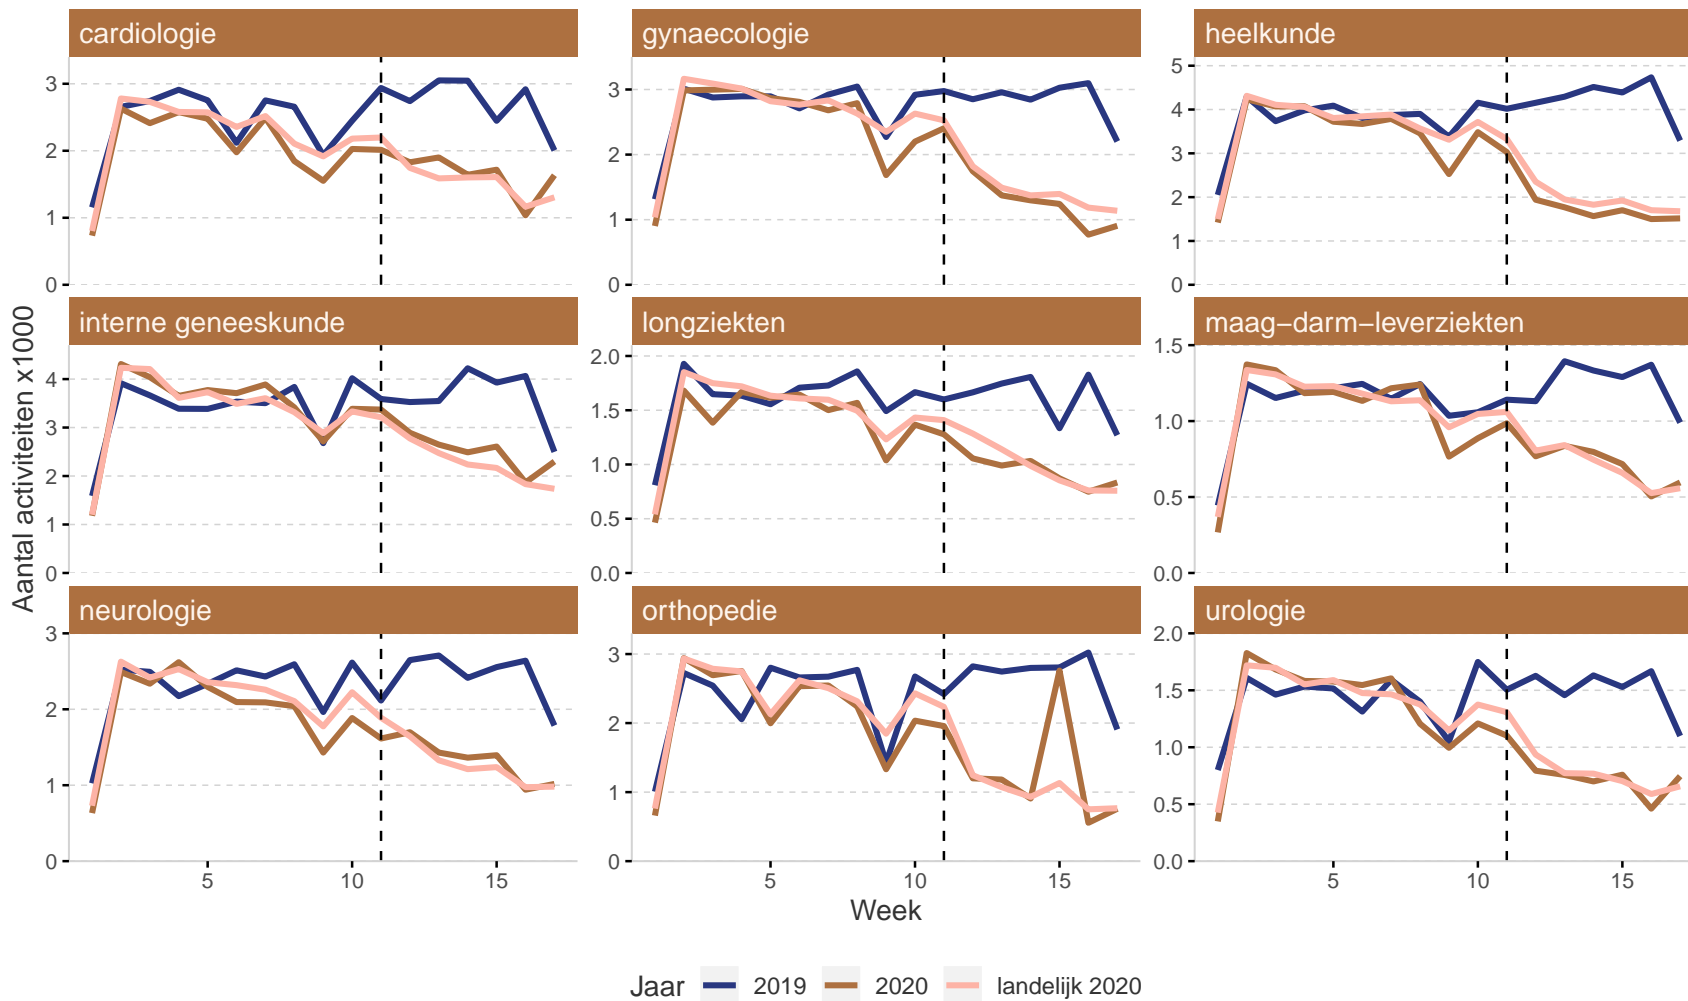 cardiologie
gynaecologie
heelkunde
3
2
1
0
3
2
1
0
5
4
3
2
1
0
interne geneeskunde
longziekten
maag−darm−leverziekten
4
3
2
1
0
2.0
1.5
1.0
0.5
0.0
1.5
1.0
0.5
0.0
neurologie
orthopedie
urologie
3
2
1
0
3
2
1
0
2.0
1.5
1.0
0.5
0.0
5 10 15
5 10 15
5 10 15
Aantal activiteiten x1000
Week
Jaar 2019 2020 landelijk 2020